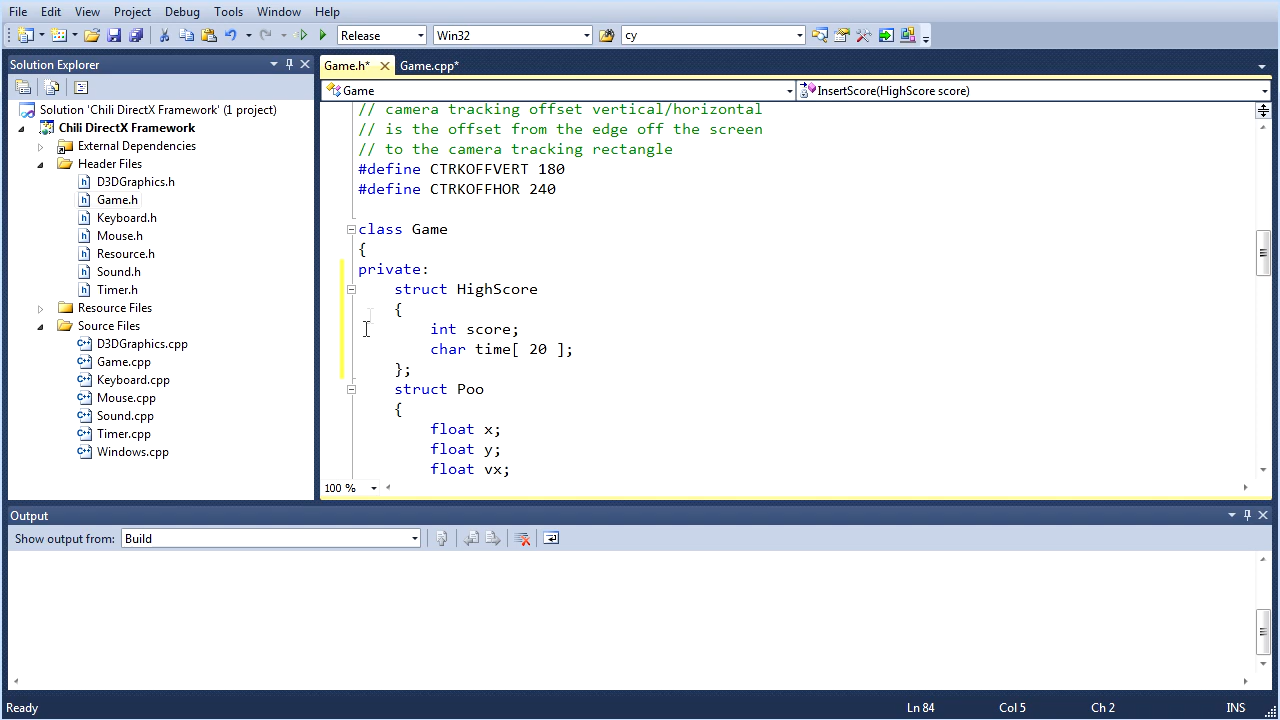 File Edit View Project Debug Tools Window Help
Release Win32 cy
Solution Explorer
Game.h* Game.cpp*
Game InsertScore(HighScore score)
Solution 'Chili DirectX Framework' (1 project)
Chili DirectX Framework
External Dependencies
Header Files
D3DGraphics.h
Game.h
Keyboard.h
Mouse.h
Resource.h
Sound.h
Timer.h
Resource Files
Source Files
D3DGraphics.cpp
Game.cpp
Keyboard.cpp
Mouse.cpp
Sound.cpp
Timer.cpp
Windows.cpp
// camera tracking offset vertical/horizontal
// is the offset from the edge off the screen
// to the camera tracking rectangle
#define CTRKOFFVERT 180
#define CTRKOFFHOR 240
class Game
{
private:
struct HighScore
{
int score;
char time[ 20 ];
};
struct Poo
{
float x;
float y;
float vx;
100 %
Output
Show output from: Build
Ready Ln 84 Col 5 Ch 2 INS